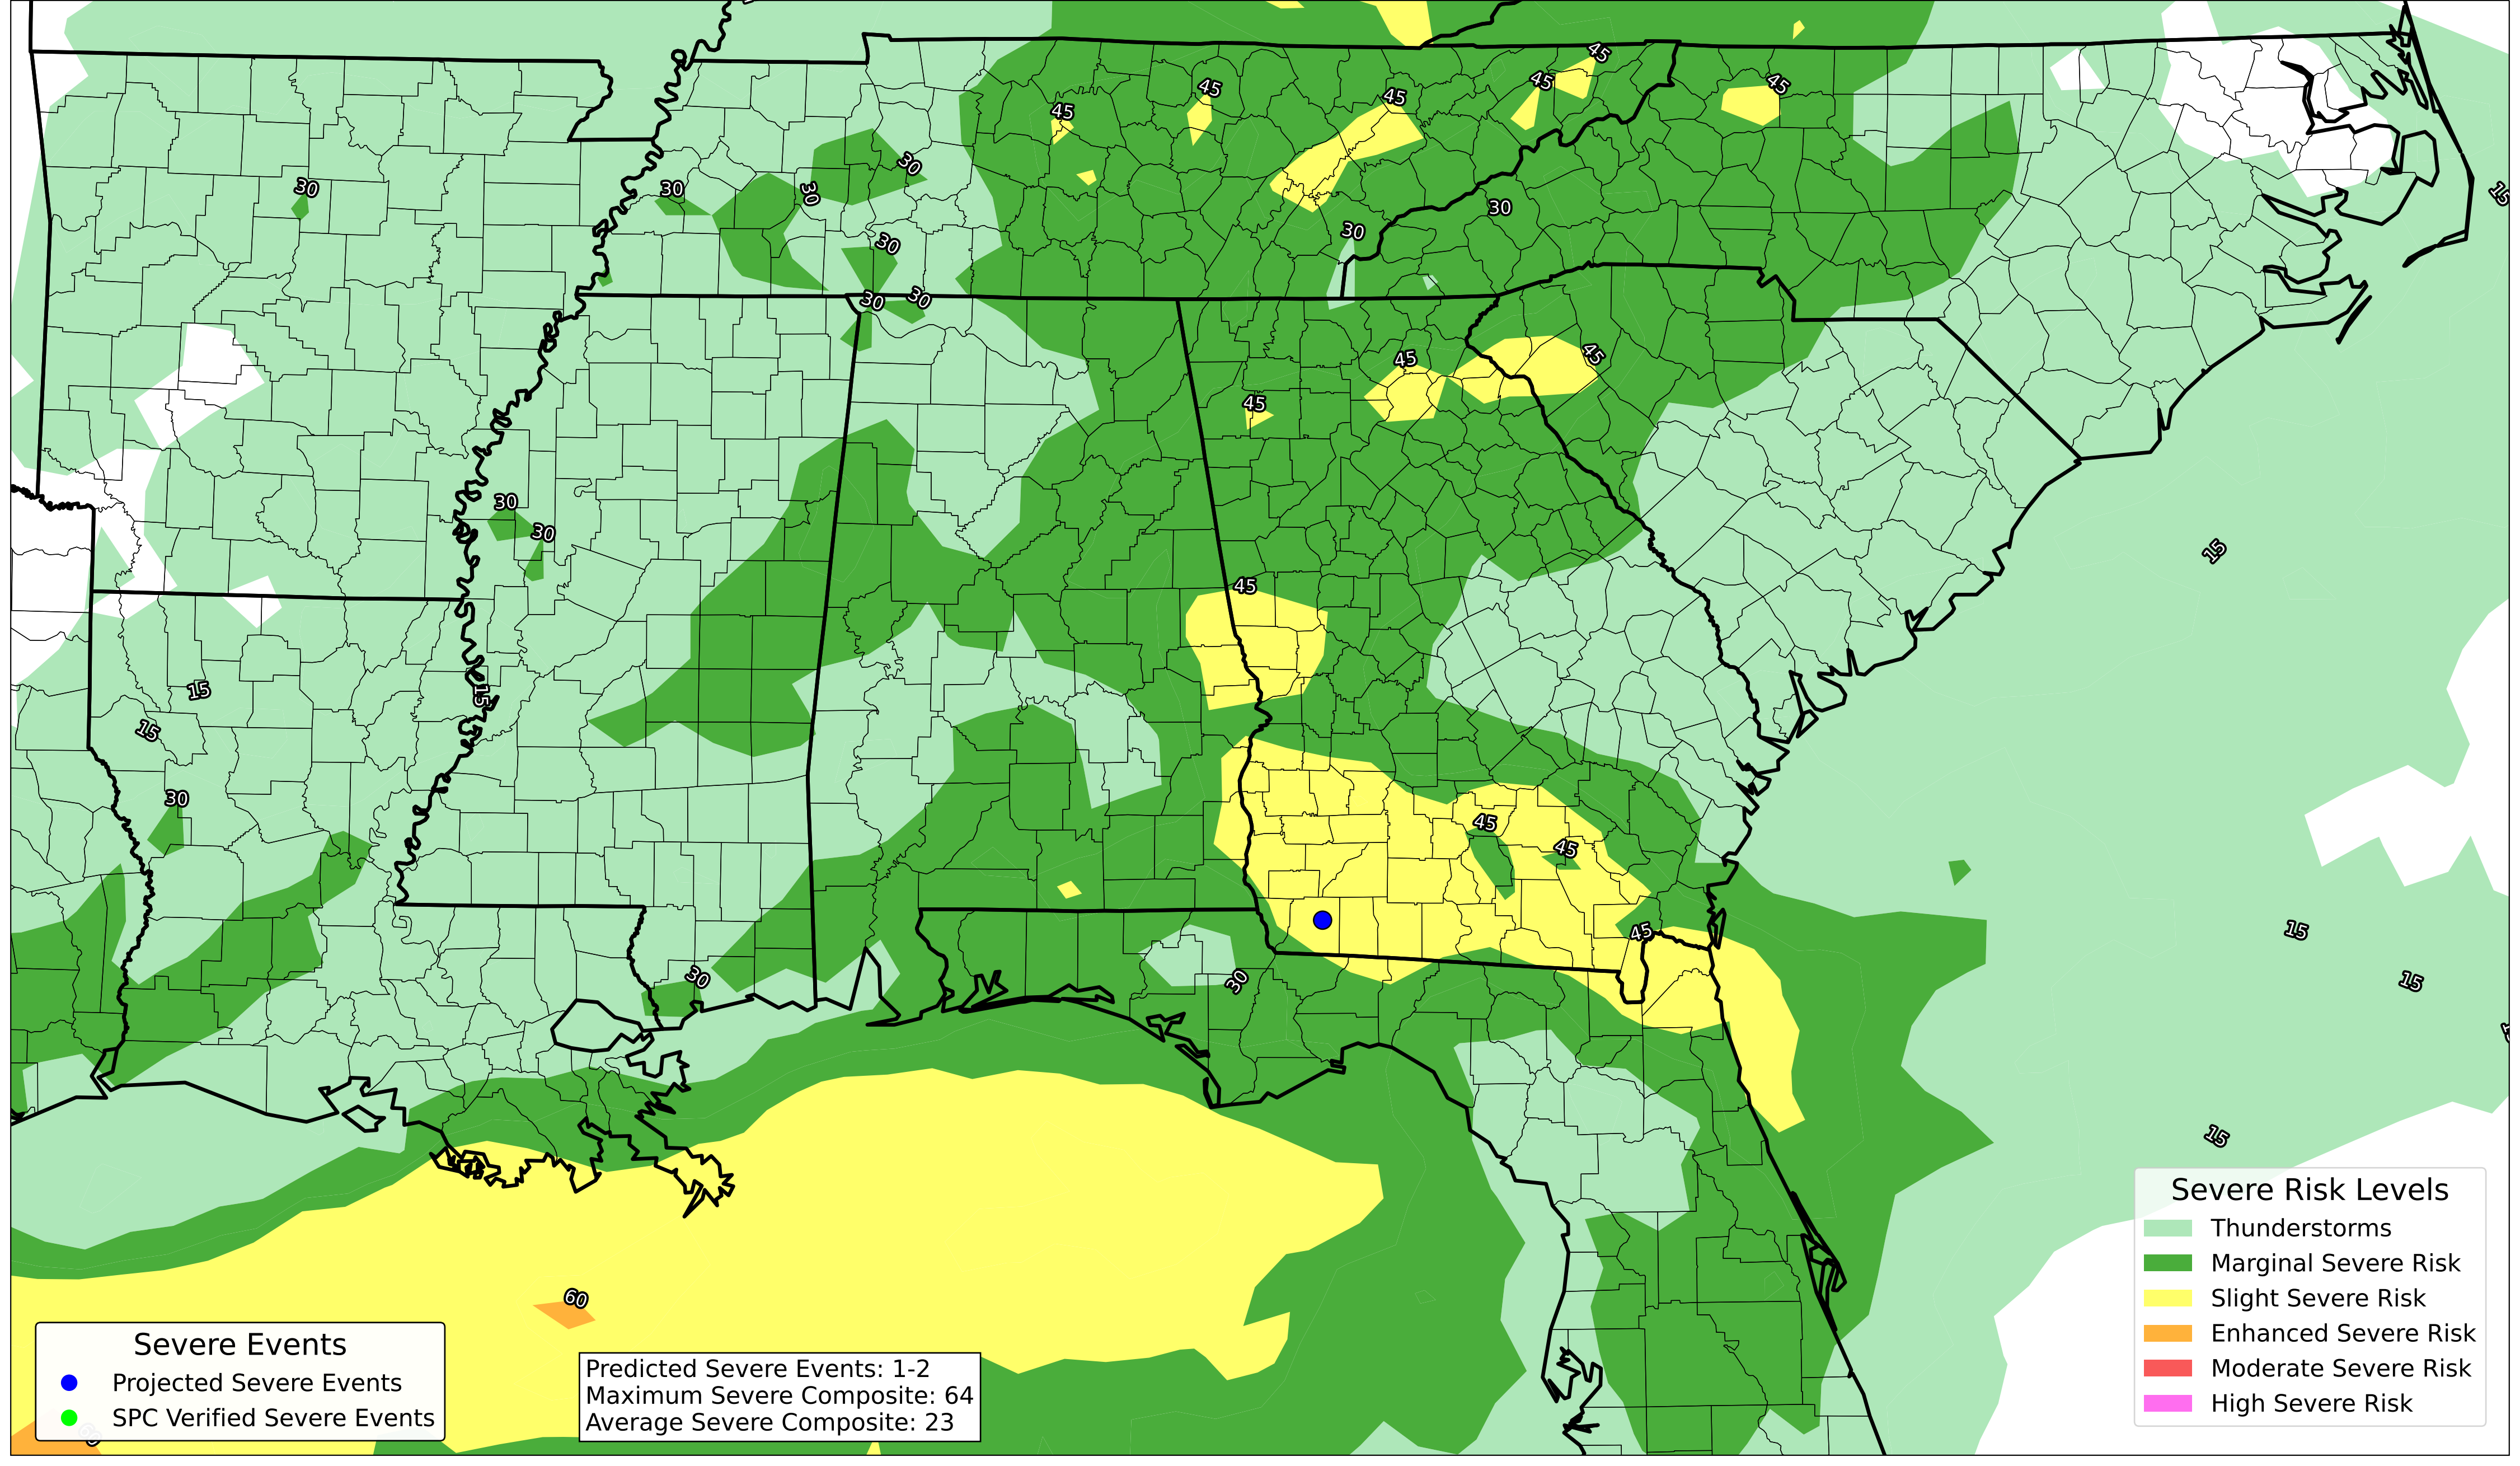 45
45
45
45
45
45
30
30
30
30
15
30
30
30
30
30
45
45
45
30
30
15
45
15
15
15
30
45
45
15
45
30
30
15
15
60
Severe Risk Levels
Thunderstorms
Marginal Severe Risk
Slight Severe Risk
Enhanced Severe Risk
Moderate Severe Risk
High Severe Risk
Severe Events
Projected Severe Events
SPC Verified Severe Events
Predicted Severe Events: 1-2
Maximum Severe Composite: 64
Average Severe Composite: 23